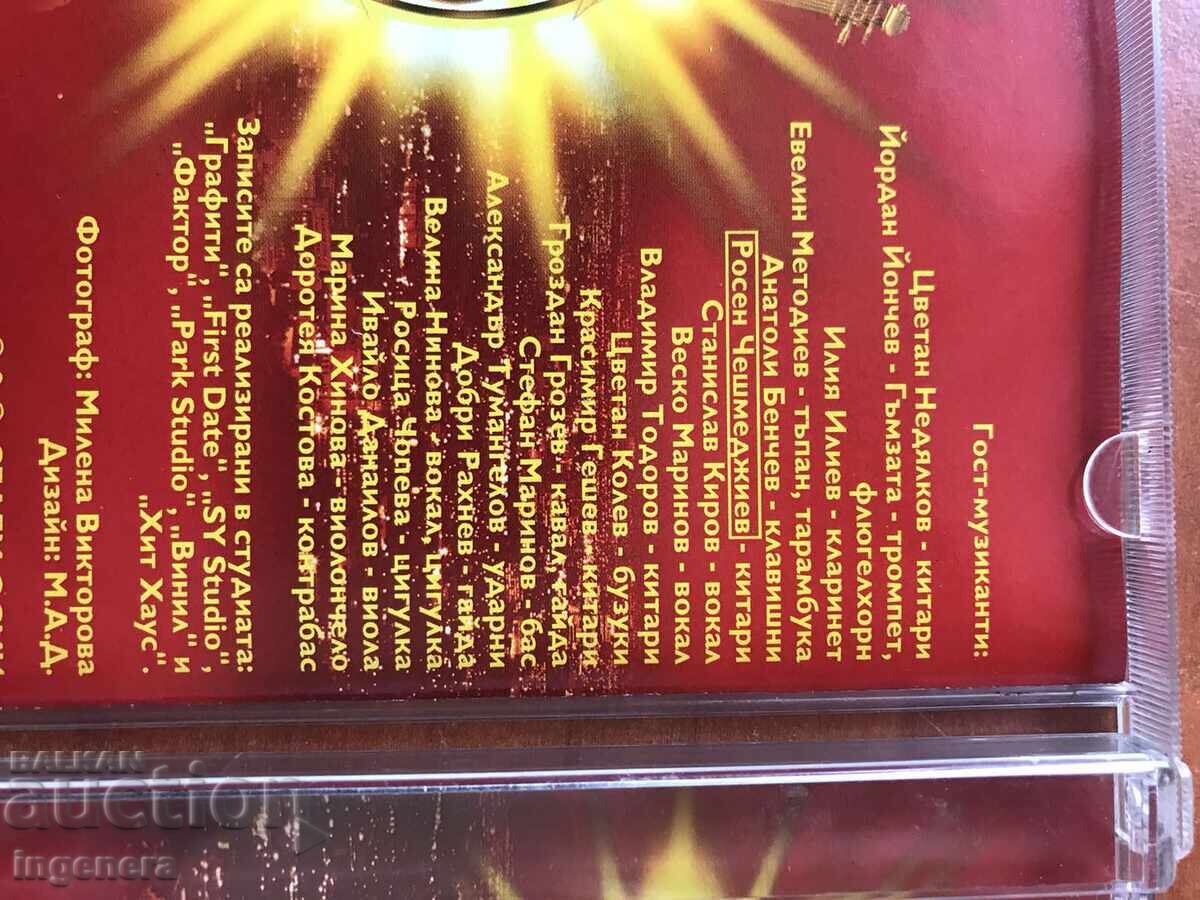 Гост-музиканти:
Цветан Недялков - китари
Йордан Йончев - Гъмзата - тромпет,
флюгелхорн
Илия Илиев - кларинет
Евелин Методиев - тъпан, тарамбука
Анатоли Бенчев - клавишни
Росен Чешмеджиев - китари
Станислав Киров - вокал
Веско Маринов - вокал
Владимир Тодоров - китари
Цветан Колев - бузуки
Красимир Гешев - китари
Гроздан Грозев - кавал, гайда
Стефан Маринов - бас
Александър Тумангелов - ударни
Добри Рахнев - гайда
Велина Нинова - вокал, цигулка
Росица Чопева - цигулка
Ивайло Данаилов - виола
Марина Хинова - виолончело
Доротея Костова - контрабас
Записите са реализирани в студиата:
„Графити", „First Date", „SY Studio",
„Фактор", „Park Studio", „Винил" и
„Хит Хаус".
Фотограф: Милена Викторова
Дизайн: М.А.Д.
BALKAN
auction
ingenera